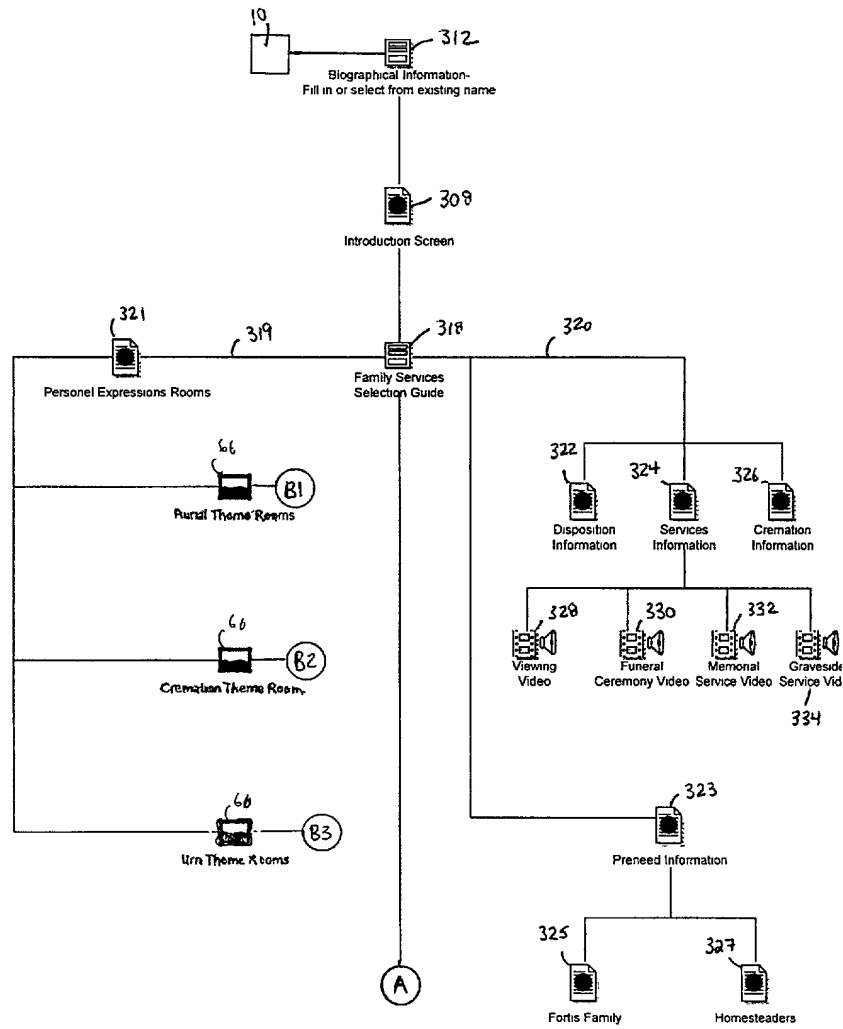 10
312
Biographical Information-
Fill in or select from existing name
308
Introduction Screen
321
319
318
320
Personel Expressions Rooms
Family Services
Selection Guide
66
B1
Burial Theme Rooms
322
324
326
Disposition
Information
Services
Information
Cremation
Information
66
B2
Cremation Theme Room
328
330
332
Viewing
Video
Funeral
Ceremony Video
Memorial
Service Video
Graveside
Service Vid
334
66
B3
Urn Theme Rooms
323
Preneed Information
325
327
A
Fortis Family
Homesteaders